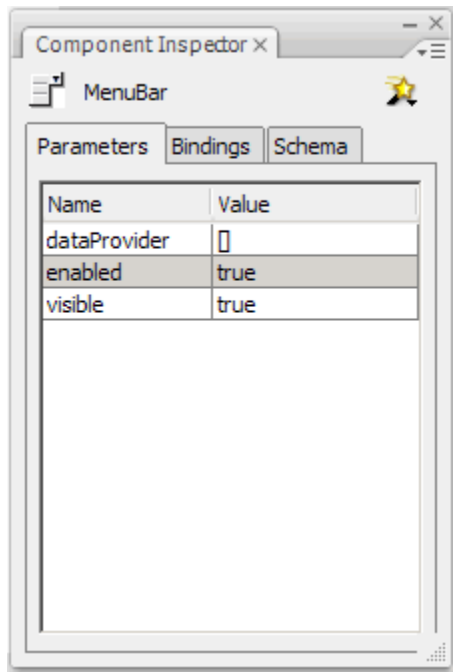 Component Inspector ×
MenuBar
Parameters Bindings Schema
Name Value
dataProvider []
enabled true
visible true